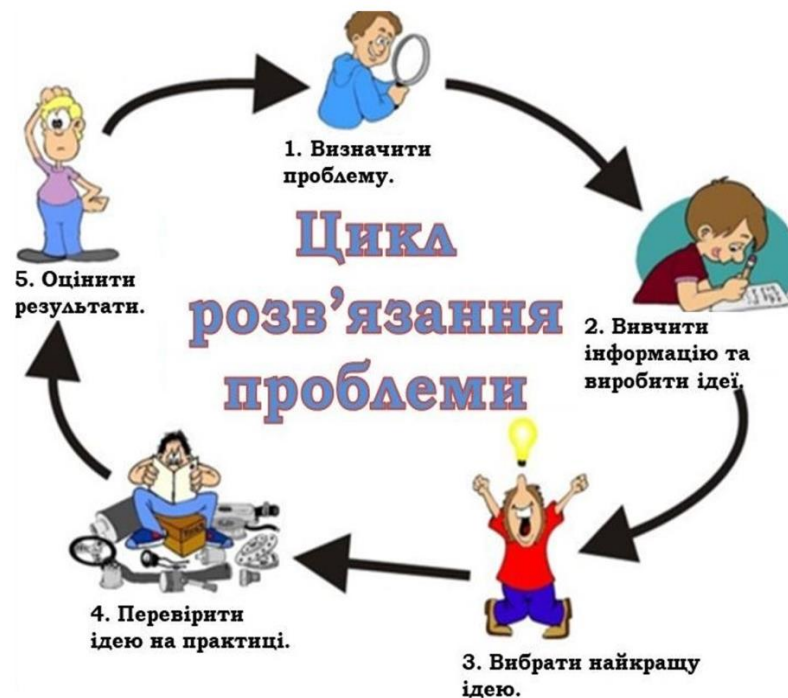 1. Визначити
проблему.
Цикл
розв’язання
проблеми
2. Вивчити
інформацію та
виробити ідеї.
3. Вибрати найкращу
ідею.
4. Перевірити
ідею на практиці.
5. Оцінити
результати.